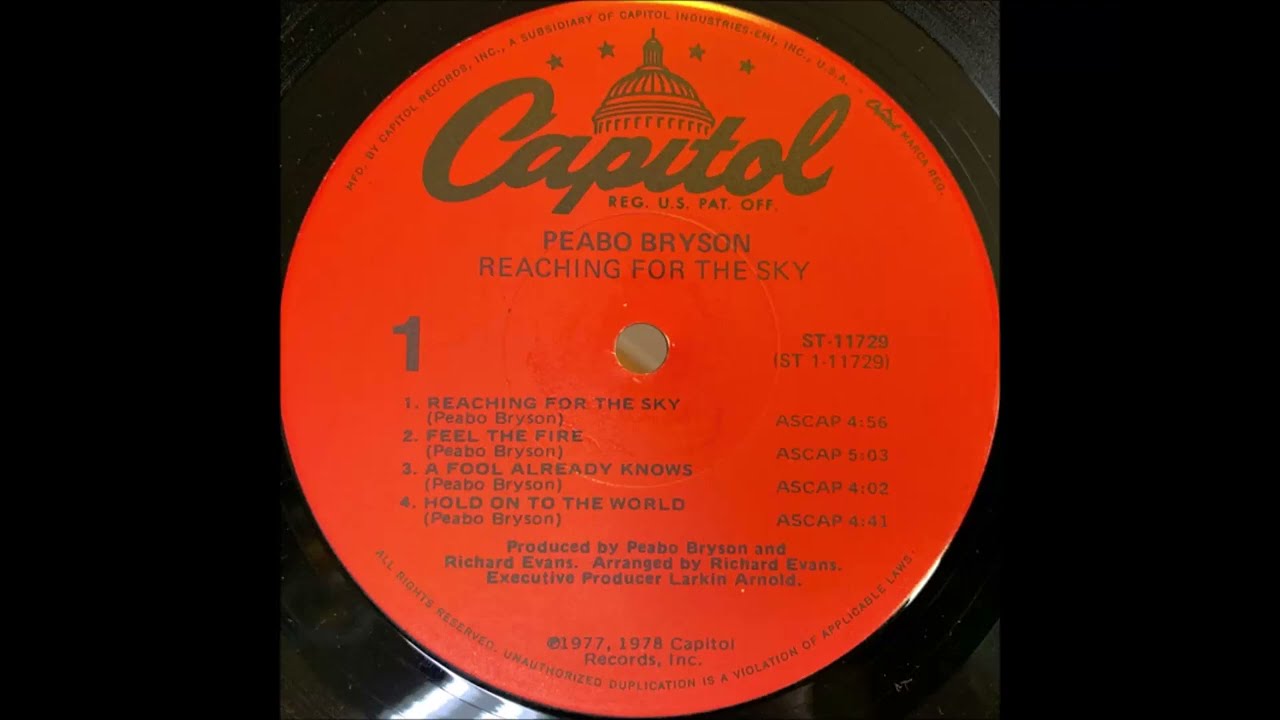 MFD. BY CAPITOL RECORDS, INC., A SUBSIDIARY OF CAPITOL INDUSTRIES-EMI, INC., U.S.A. - Capitol MARCA REG.
Capitol
REG. U.S. PAT. OFF.
PEABO BRYSON
REACHING FOR THE SKY
1
ST-11729
(ST 1-11729)
1. REACHING FOR THE SKY
(Peabo Bryson) ASCAP 4:56
2. FEEL THE FIRE
(Peabo Bryson) ASCAP 5:03
3. A FOOL ALREADY KNOWS
(Peabo Bryson) ASCAP 4:02
4. HOLD ON TO THE WORLD
(Peabo Bryson) ASCAP 4:41
Produced by Peabo Bryson and
Richard Evans. Arranged by Richard Evans.
Executive Producer Larkin Arnold.
℗1977, 1978 Capitol
Records, Inc.
ALL RIGHTS RESERVED. UNAUTHORIZED DUPLICATION IS A VIOLATION OF APPLICABLE LAWS.